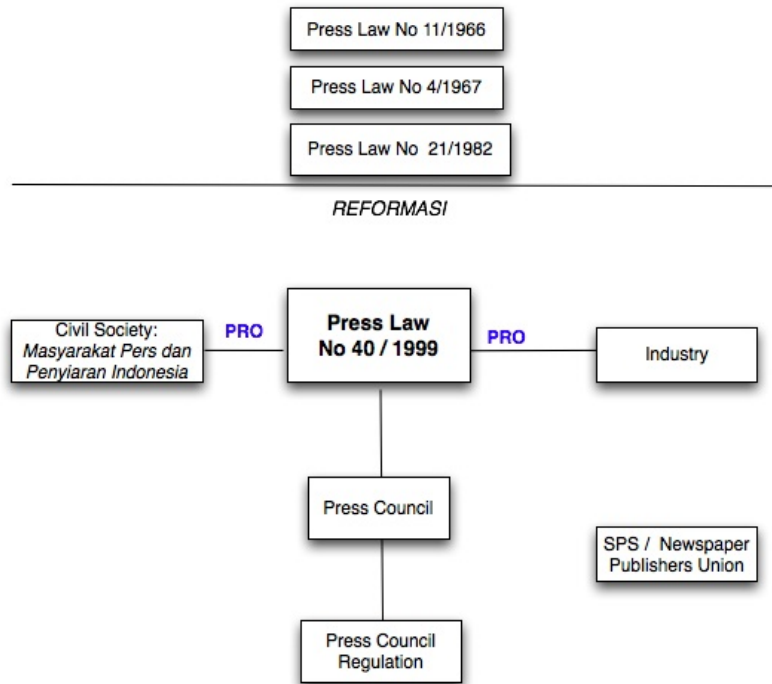 Press Law No 11/1966
Press Law No 4/1967
Press Law No 21/1982
REFORMASI
Civil Society:
Masyarakat Pers dan
Penyiaran Indonesia
PRO
Press Law
No 40 / 1999
PRO
Industry
Press Council
SPS / Newspaper
Publishers Union
Press Council
Regulation